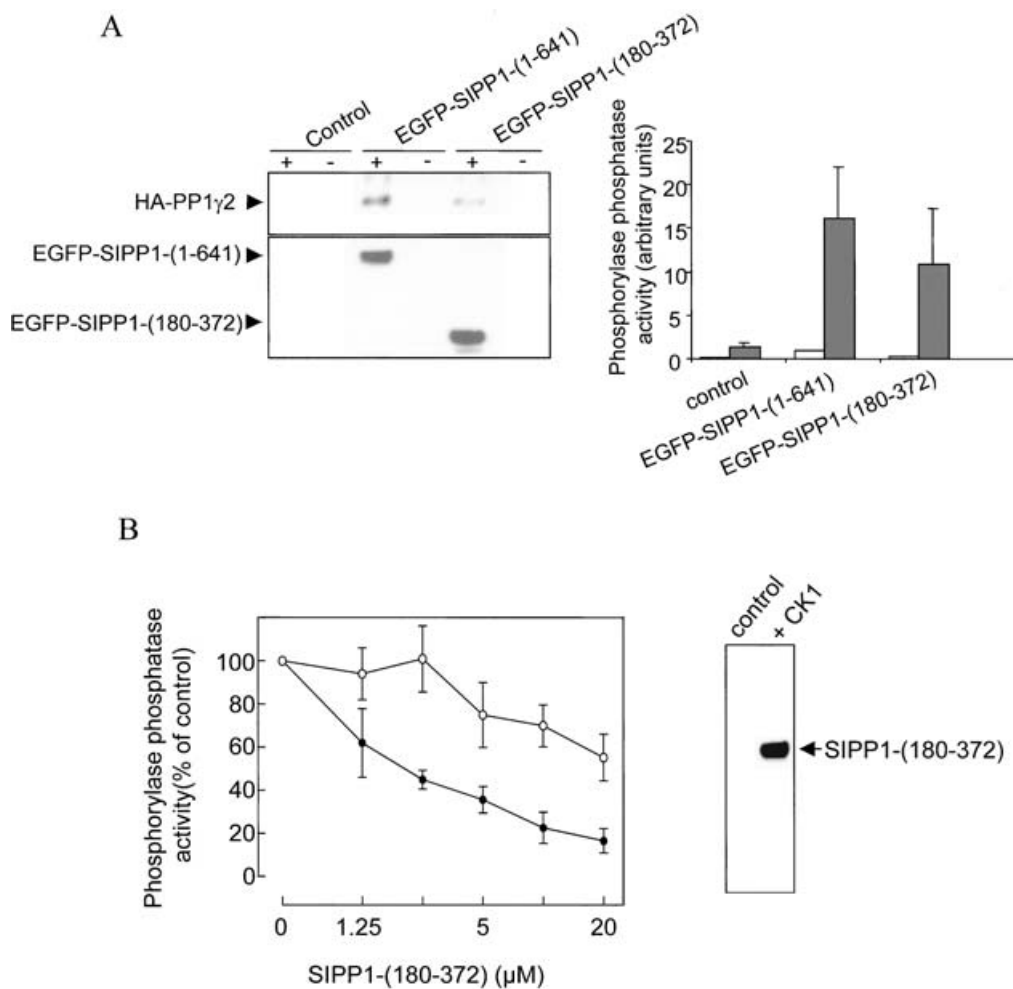 A
Control
EGFP-SIPP1-(1-641)
EGFP-SIPP1-(180-372)
+ - + - + -
HA-PP1γ2
EGFP-SIPP1-(1-641)
EGFP-SIPP1-(180-372)
Phosphorylase phosphatase
activity (arbitrary units)
25
20
15
10
5
0
control
EGFP-SIPP1-(1-641)
EGFP-SIPP1-(180-372)
B
Phosphorylase phosphatase
activity(% of control)
100
80
60
40
20
0
0 1.25 5 20
SIPP1-(180-372) (µM)
control
+ CK1
SIPP1-(180-372)